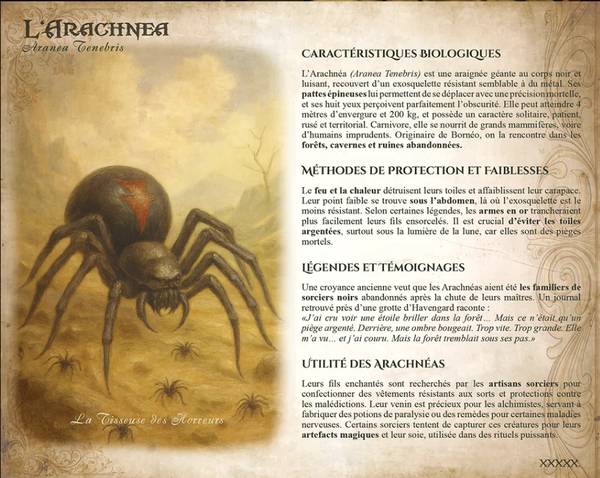 L'Arachnea
Aranea Tenebris
Caractéristiques Biologiques
L'Arachnéa (Aranea Tenebris) est une araignée géante au corps noir et
luisant, recouvert d'un exosquelette résistant semblable à du métal. Ses
pattes épineuses lui permettent de se déplacer avec une précision mortelle,
et ses huit yeux perçoivent parfaitement l'obscurité. Elle peut atteindre 4
mètres d'envergure et 200 kg, et possède un caractère solitaire, patient,
rusé et territorial. Carnivore, elle se nourrit de grands mammifères, voire
d'humains imprudents. Originaire de Bornéo, on la rencontre dans les
forêts, cavernes et ruines abandonnées.
Méthodes de protection et Faiblesses
Le feu et la chaleur détruisent leurs toiles et affaiblissent leur carapace.
Leur point faible se trouve sous l'abdomen, là où l'exosquelette est le
moins résistant. Selon certaines légendes, les armes en or trancheraient
plus facilement leurs fils ensorcelés. Il est crucial d'éviter les toiles
argentées, surtout sous la lumière de la lune, car elles sont des pièges
mortels.
Légendes et Témoignages
Une croyance ancienne veut que les Arachnéas aient été les familiers de
sorciers noirs abandonnés après la chute de leurs maîtres. Un journal
retrouvé près d'une grotte d'Havengard raconte :
«J'ai cru voir une étoile briller dans la forêt… Mais ce n'était qu'un
piège argenté. Derrière, une ombre bougeait. Trop vite. Trop grande. Elle
m'a vu… et j'ai couru. Mais la forêt tremblait sous ses pas.»
Utilité des Arachnéas
Leurs fils enchantés sont recherchés par les artisans sorciers pour
confectionner des vêtements résistants aux sorts et protections contre
les malédictions. Leur venin est précieux pour les alchimistes, servant à
fabriquer des potions de paralysie ou des remèdes pour certaines maladies
nerveuses. Certains sorciers tentent de capturer ces créatures pour leurs
artefacts magiques et leur soie, utilisée dans des rituels puissants.
La Tisseuse des Horreurs
XXXXX